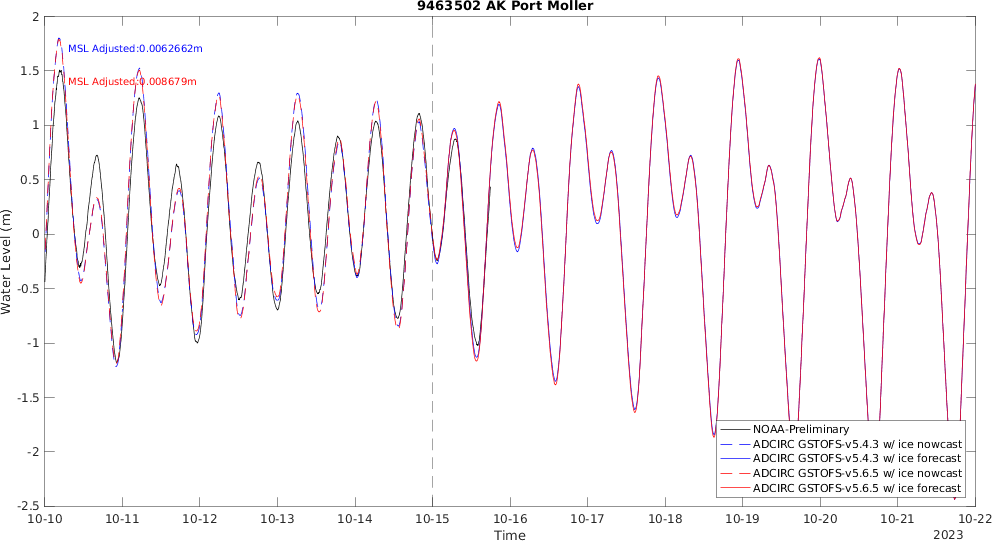 9463502 AK Port Moller
MSL Adjusted:0.0062662m
MSL Adjusted:0.008679m
Water Level (m)
2
1.5
1
0.5
0
-0.5
-1
-1.5
-2
-2.5
NOAA-Preliminary
ADCIRC GSTOFS-v5.4.3 w/ ice nowcast
ADCIRC GSTOFS-v5.4.3 w/ ice forecast
ADCIRC GSTOFS-v5.6.5 w/ ice nowcast
ADCIRC GSTOFS-v5.6.5 w/ ice forecast
10-10 10-11 10-12 10-13 10-14 10-15 10-16 10-17 10-18 10-19 10-20 10-21 10-22
Time
2023